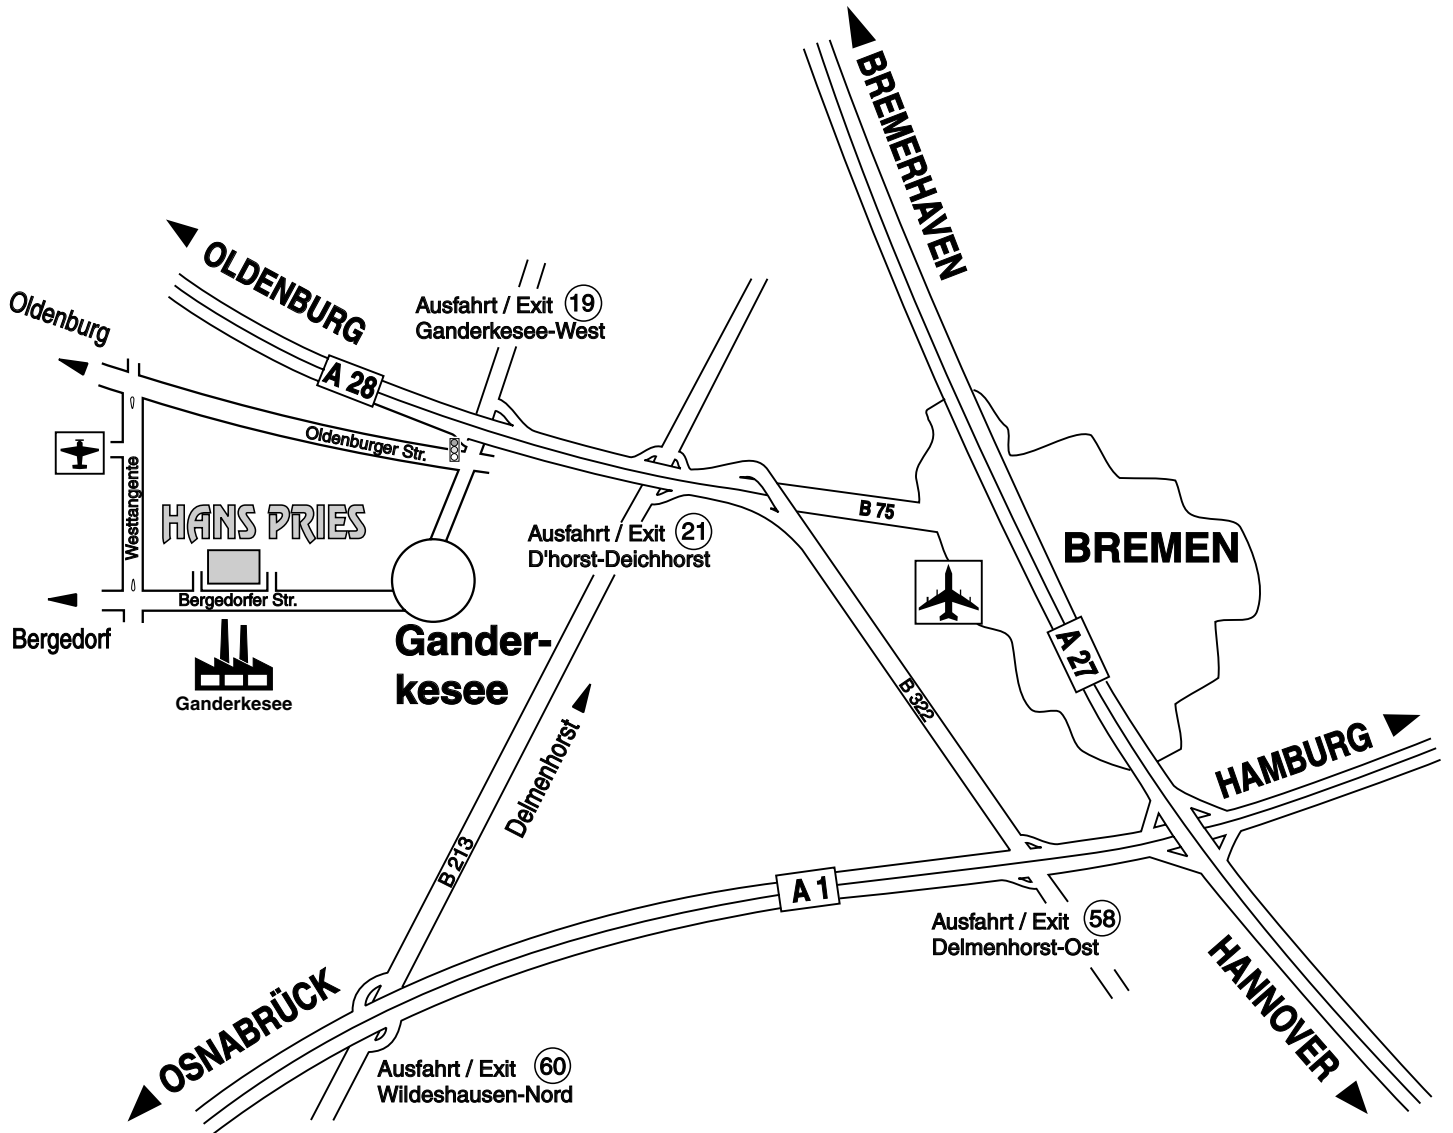 BREMERHAVEN
OLDENBURG
Oldenburg
Ausfahrt / Exit 19
Ganderkesee-West
A 28
Oldenburger Str.
Westtangente
HANS PRIES
B 75
Ausfahrt / Exit 21
D'horst-Deichhorst
BREMEN
Bergedorfer Str.
Bergedorf
Gander-
kesee
Ganderkesee
A 27
B 322
Delmenhorst
HAMBURG
B 213
A 1
Ausfahrt / Exit 58
Delmenhorst-Ost
HANNOVER
OSNABRÜCK
Ausfahrt / Exit 60
Wildeshausen-Nord